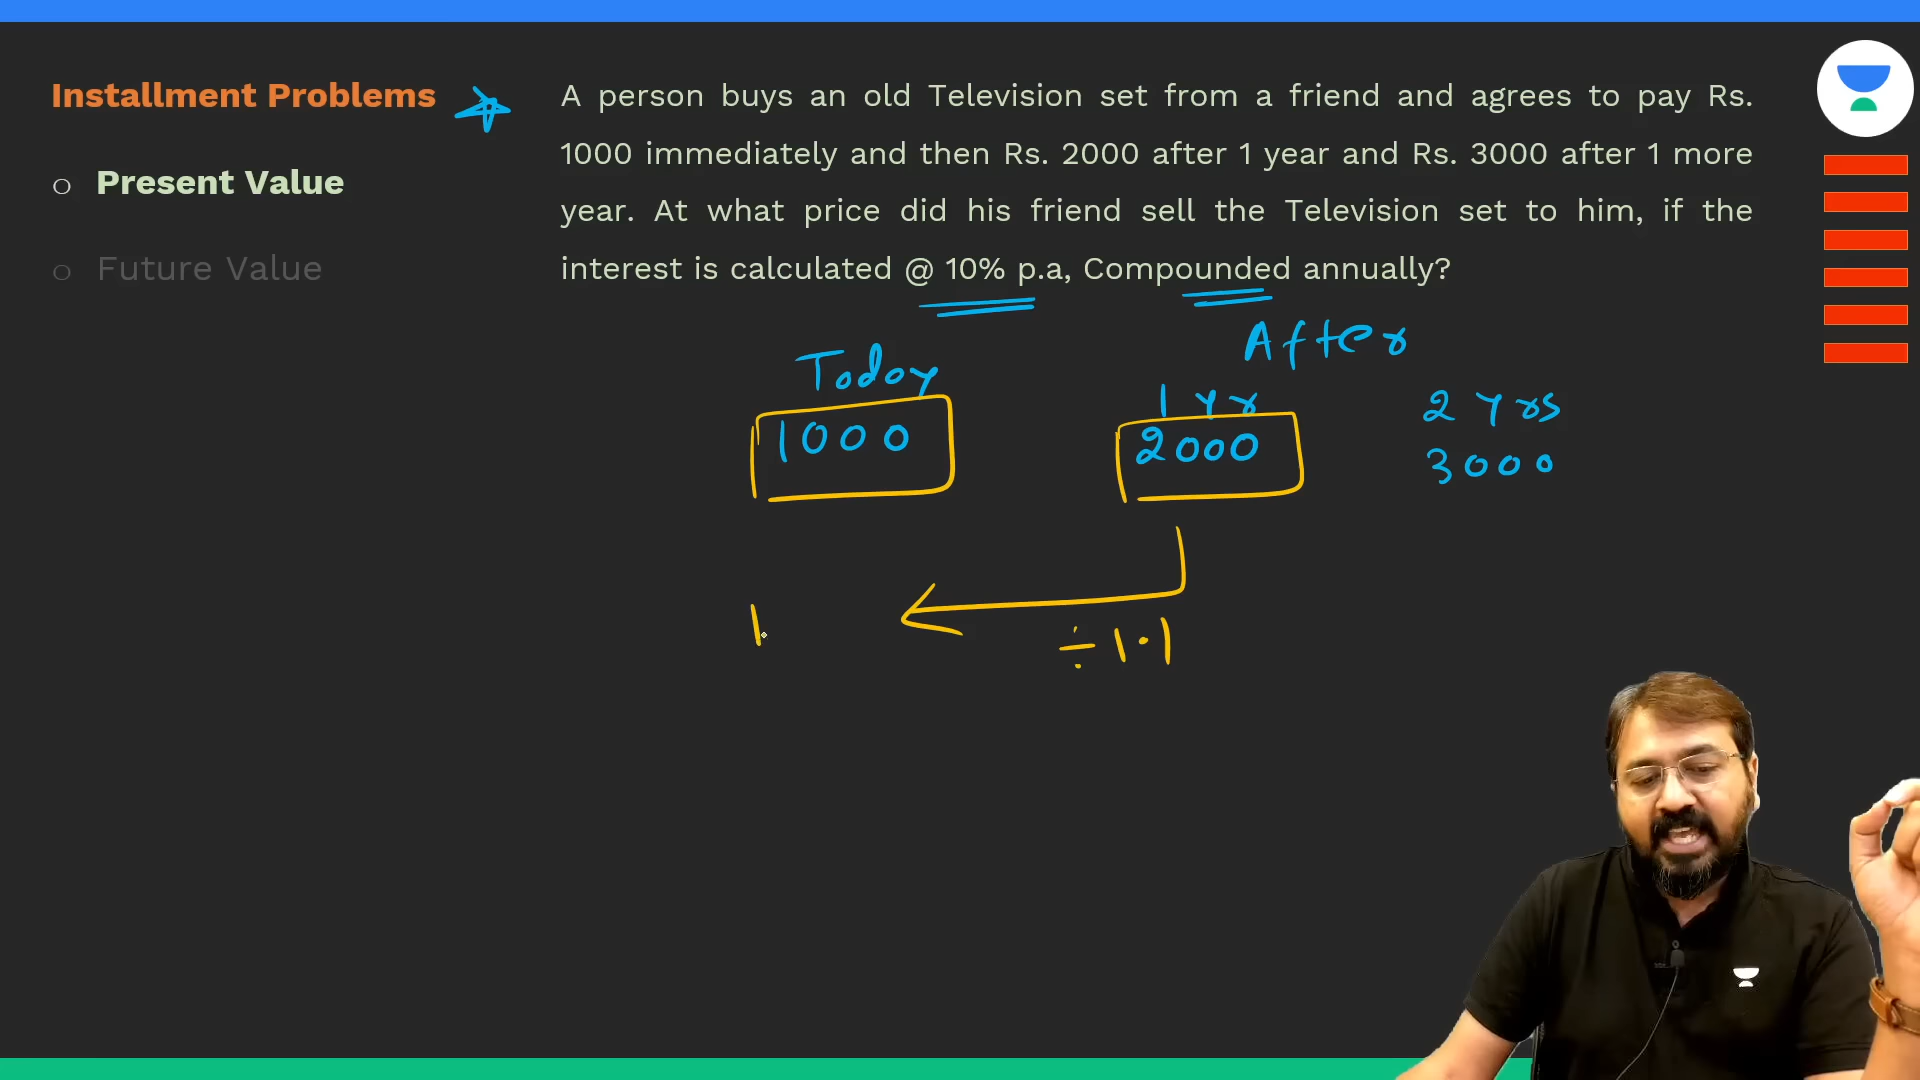 Installment Problems
Present Value
Future Value
A person buys an old Television set from a friend and agrees to pay Rs.
1000 immediately and then Rs. 2000 after 1 year and Rs. 3000 after 1 more
year. At what price did his friend sell the Television set to him, if the
interest is calculated @ 10% p.a, Compounded annually?
Today
After
1 yr
2 yrs
1000
2000
3000
÷ 1.1
1